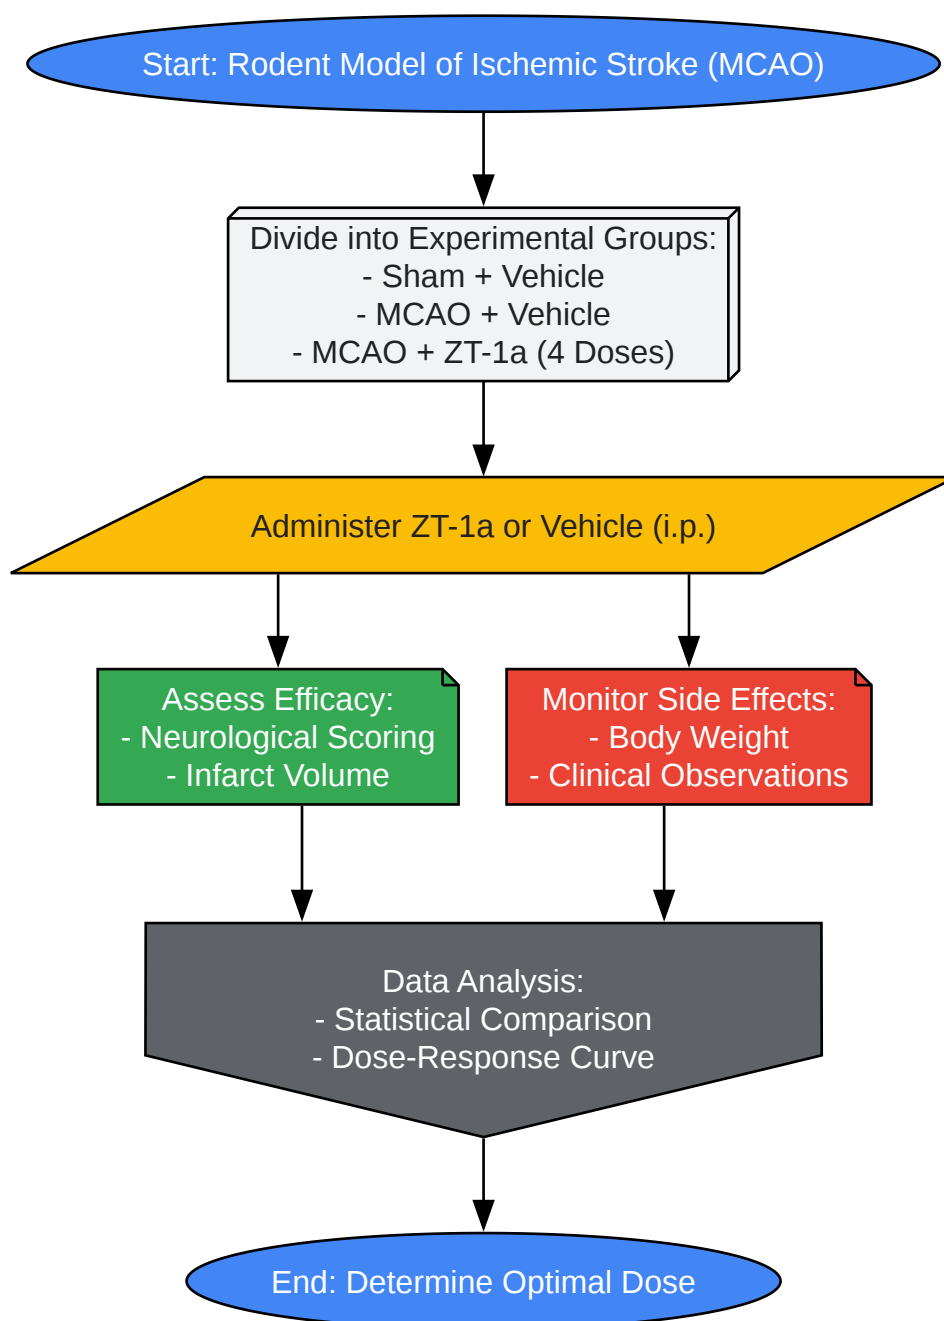 Start: Rodent Model of Ischemic Stroke (MCAO)
Divide into Experimental Groups:
- Sham + Vehicle
- MCAO + Vehicle
- MCAO + ZT-1a (4 Doses)
Administer ZT-1a or Vehicle (i.p.)
Assess Efficacy:
- Neurological Scoring
- Infarct Volume
Monitor Side Effects:
- Body Weight
- Clinical Observations
Data Analysis:
- Statistical Comparison
- Dose-Response Curve
End: Determine Optimal Dose